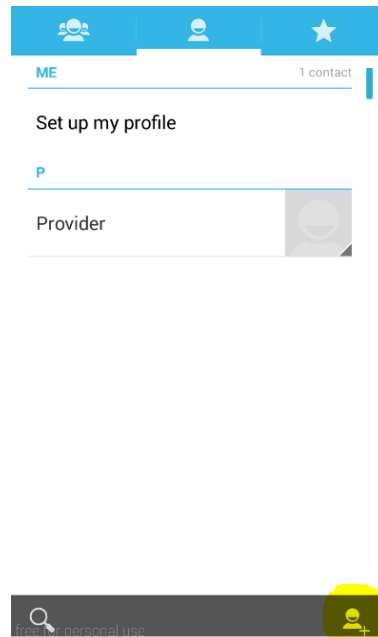 ME 1 contact
Set up my profile
P
Provider
free for personal use